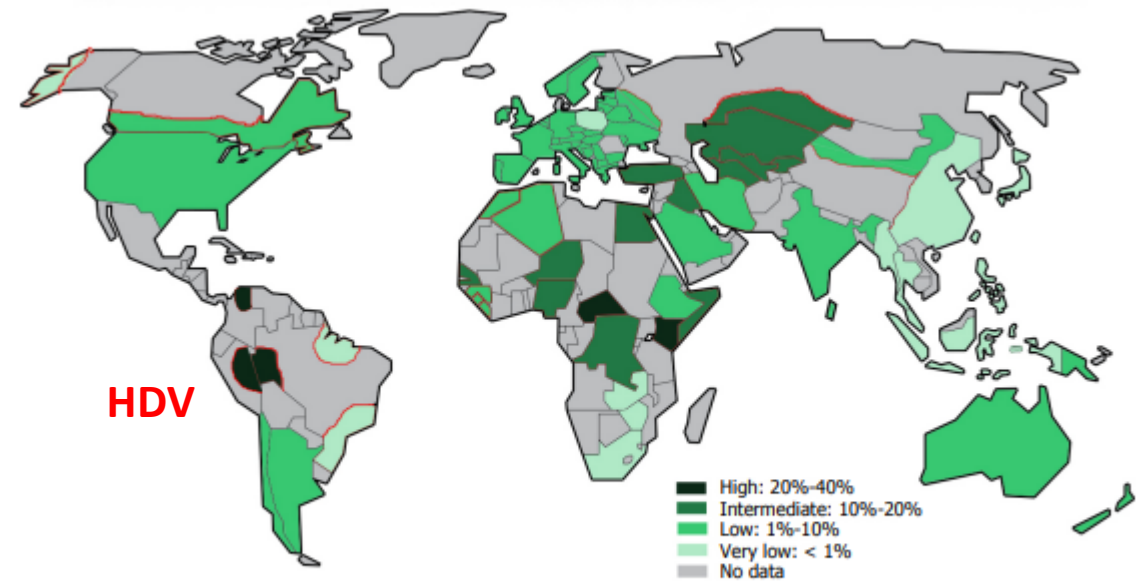 HDV
High: 20%-40%
Intermediate: 10%-20%
Low: 1%-10%
Very low: < 1%
No data